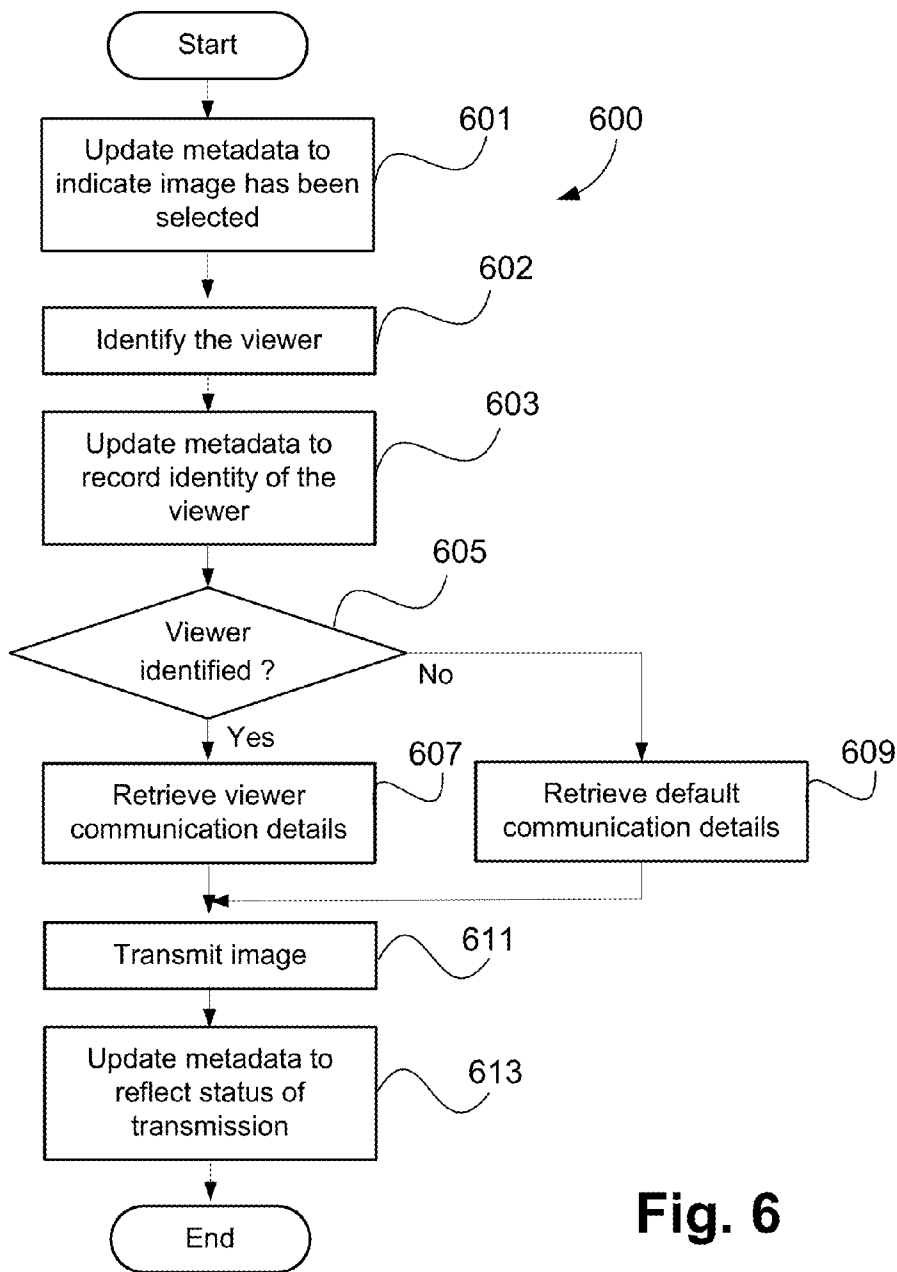 Start
601
600
Update metadata to
indicate image has been
selected
602
Identify the viewer
603
Update metadata to
record identity of the
viewer
605
Viewer
identified ?
No
Yes
607
609
Retrieve viewer
communication details
Retrieve default
communication details
611
Transmit image
613
Update metadata to
reflect status of
transmission
End
Fig. 6